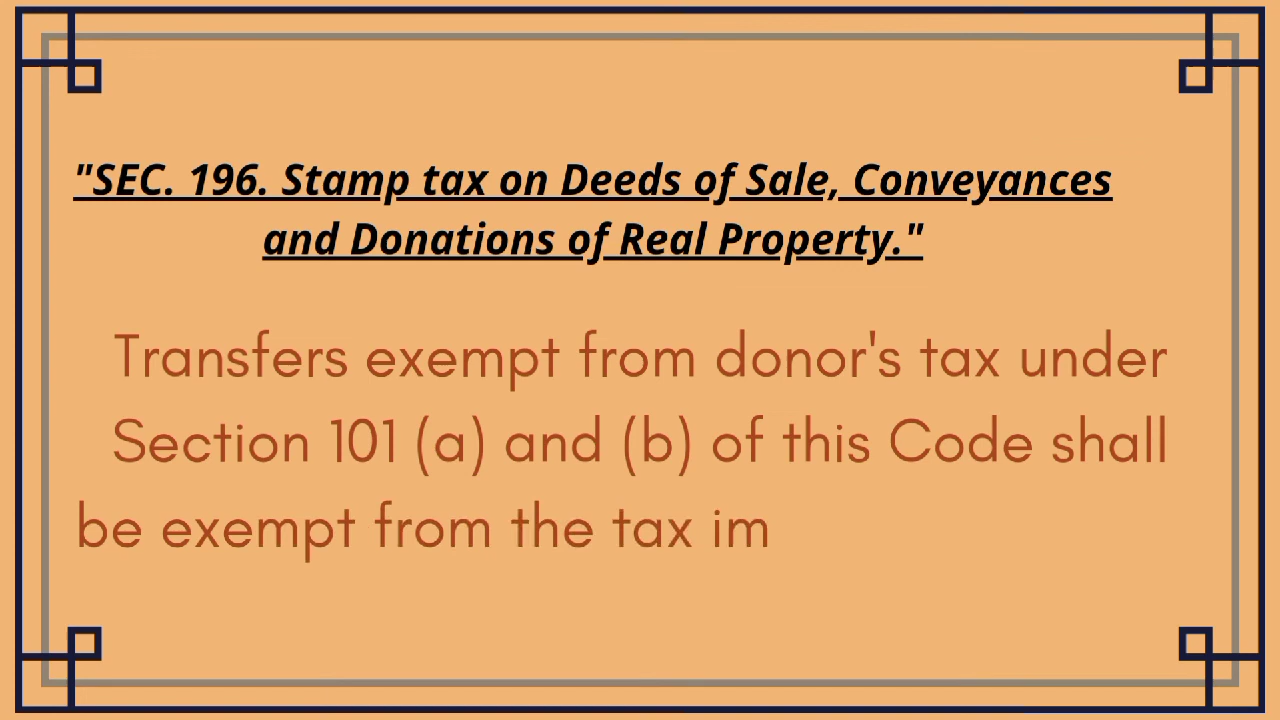 "SEC. 196. Stamp tax on Deeds of Sale, Conveyances
and Donations of Real Property."
Transfers exempt from donor's tax under
Section 101 (a) and (b) of this Code shall
be exempt from the tax im